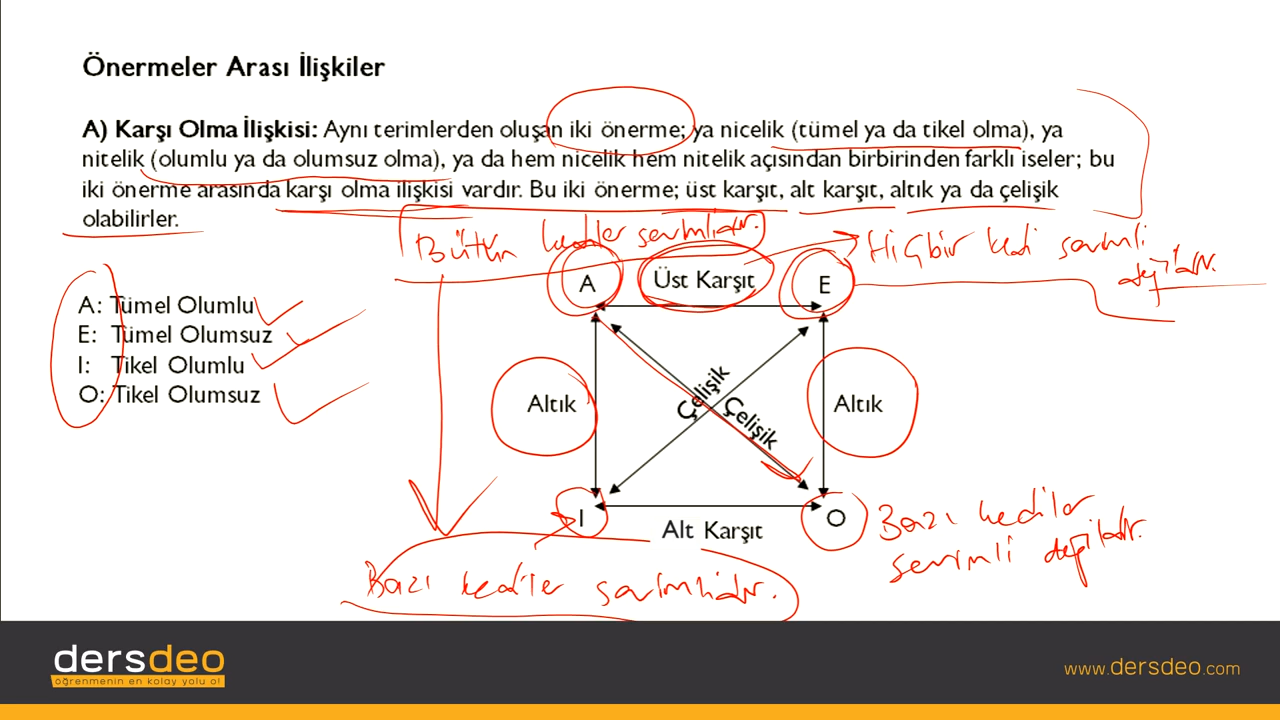 Önermeler Arası İlişkiler
A) Karşı Olma İlişkisi: Aynı terimlerden oluşan iki önerme; ya nicelik (tümel ya da tikel olma), ya
nitelik (olumlu ya da olumsuz olma), ya da hem nicelik hem nitelik açısından birbirinden farklı iseler; bu
iki önerme arasında karşı olma ilişkisi vardır. Bu iki önerme; üst karşıt, alt karşıt, altık ya da çelişik
olabilirler.
Bütün kediler sevimlidir.
Hiçbir kedi sevimli
değildir.
A Üst Karşıt E
A: Tümel Olumlu
E: Tümel Olumsuz
I: Tikel Olumlu
O: Tikel Olumsuz
Altık
Çelişik
Çelişik
Altık
I Alt Karşıt O
Bazı kediler
sevimli değildir.
Bazı kediler sevimlidir.
dersdeo
öğrenmenin en kolay yolu o!
www.dersdeo.com